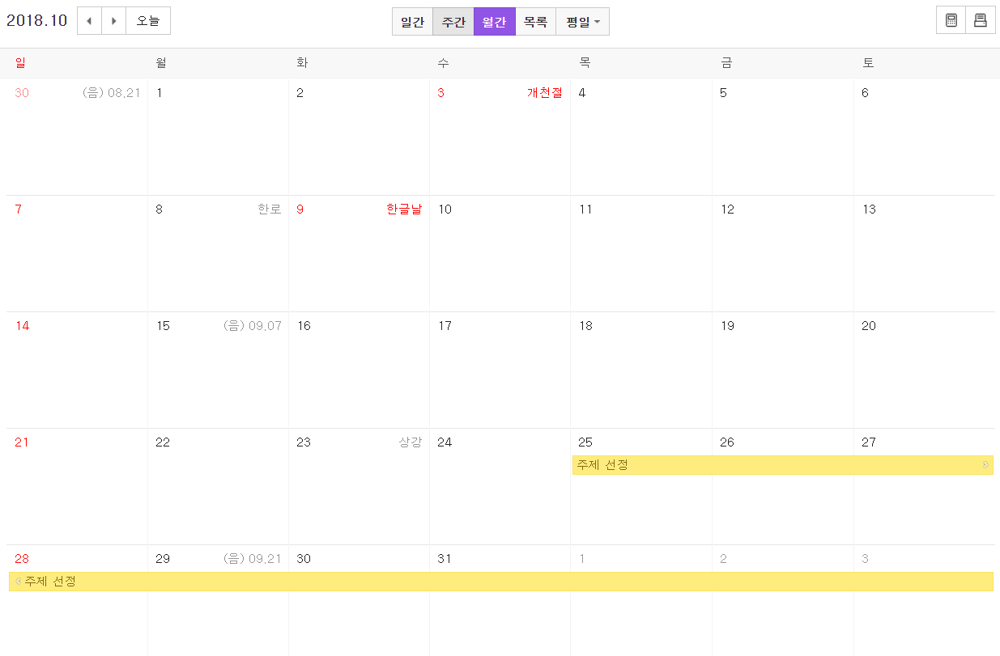 2018.10 오늘 일간 주간 월간 목록 평일
일 월 화 수 목 금 토
30 (음) 08.21 1 2 3 개천절 4 5 6
7 8 한로 9 한글날 10 11 12 13
14 15 (음) 09.07 16 17 18 19 20
21 22 23 상강 24 25 26 27
주제 선정
28 29 (음) 09.21 30 31 1 2 3
주제 선정